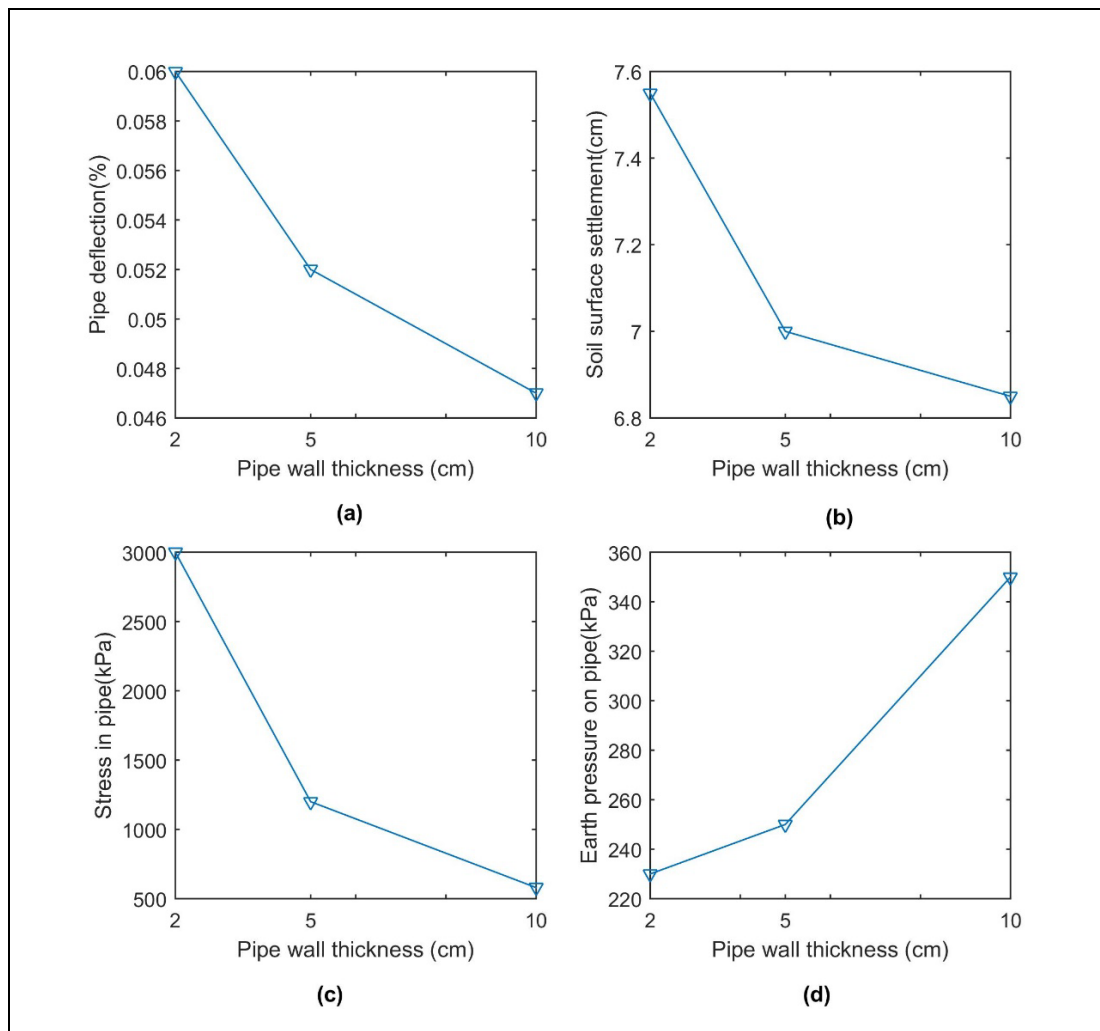 0.06
0.058
0.056
0.054
0.052
0.05
0.048
0.046
Pipe deflection(%)
2 5 10
Pipe wall thickness (cm)
(a)
7.6
7.4
7.2
7
6.8
Soil surface settlement(cm)
2 5 10
Pipe wall thickness (cm)
(b)
3000
2500
2000
1500
1000
500
Stress in pipe(kPa)
2 5 10
Pipe wall thickness (cm)
(c)
360
340
320
300
280
260
240
220
Earth pressure on pipe(kPa)
2 5 10
Pipe wall thickness (cm)
(d)